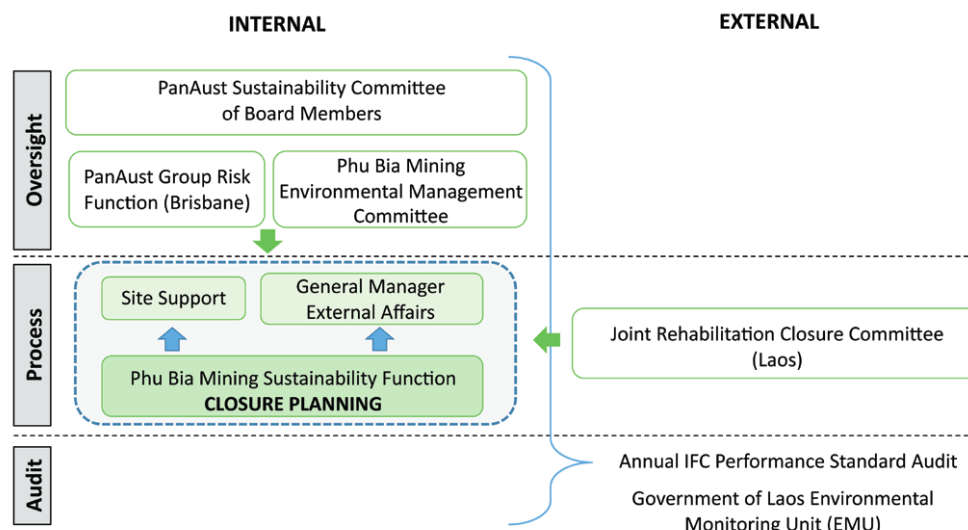 INTERNAL
EXTERNAL
Oversight
PanAust Sustainability Committee
of Board Members
PanAust Group Risk
Function (Brisbane)
Phu Bia Mining
Environmental Management
Committee
Process
Site Support
General Manager
External Affairs
Phu Bia Mining Sustainability Function
CLOSURE PLANNING
Joint Rehabilitation Closure Committee
(Laos)
Audit
Annual IFC Performance Standard Audit
Government of Laos Environmental
Monitoring Unit (EMU)